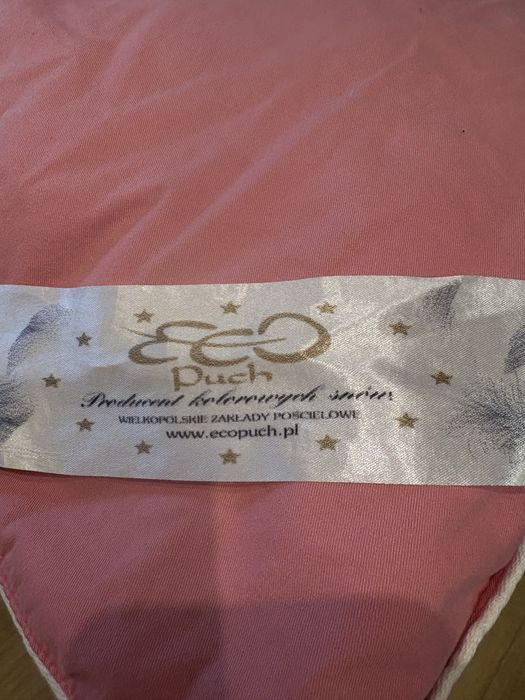 ECO
Puch
Producent kolorowych snów
WIELKOPOLSKIE ZAKŁADY POŚCIELOWE
www.ecopuch.pl